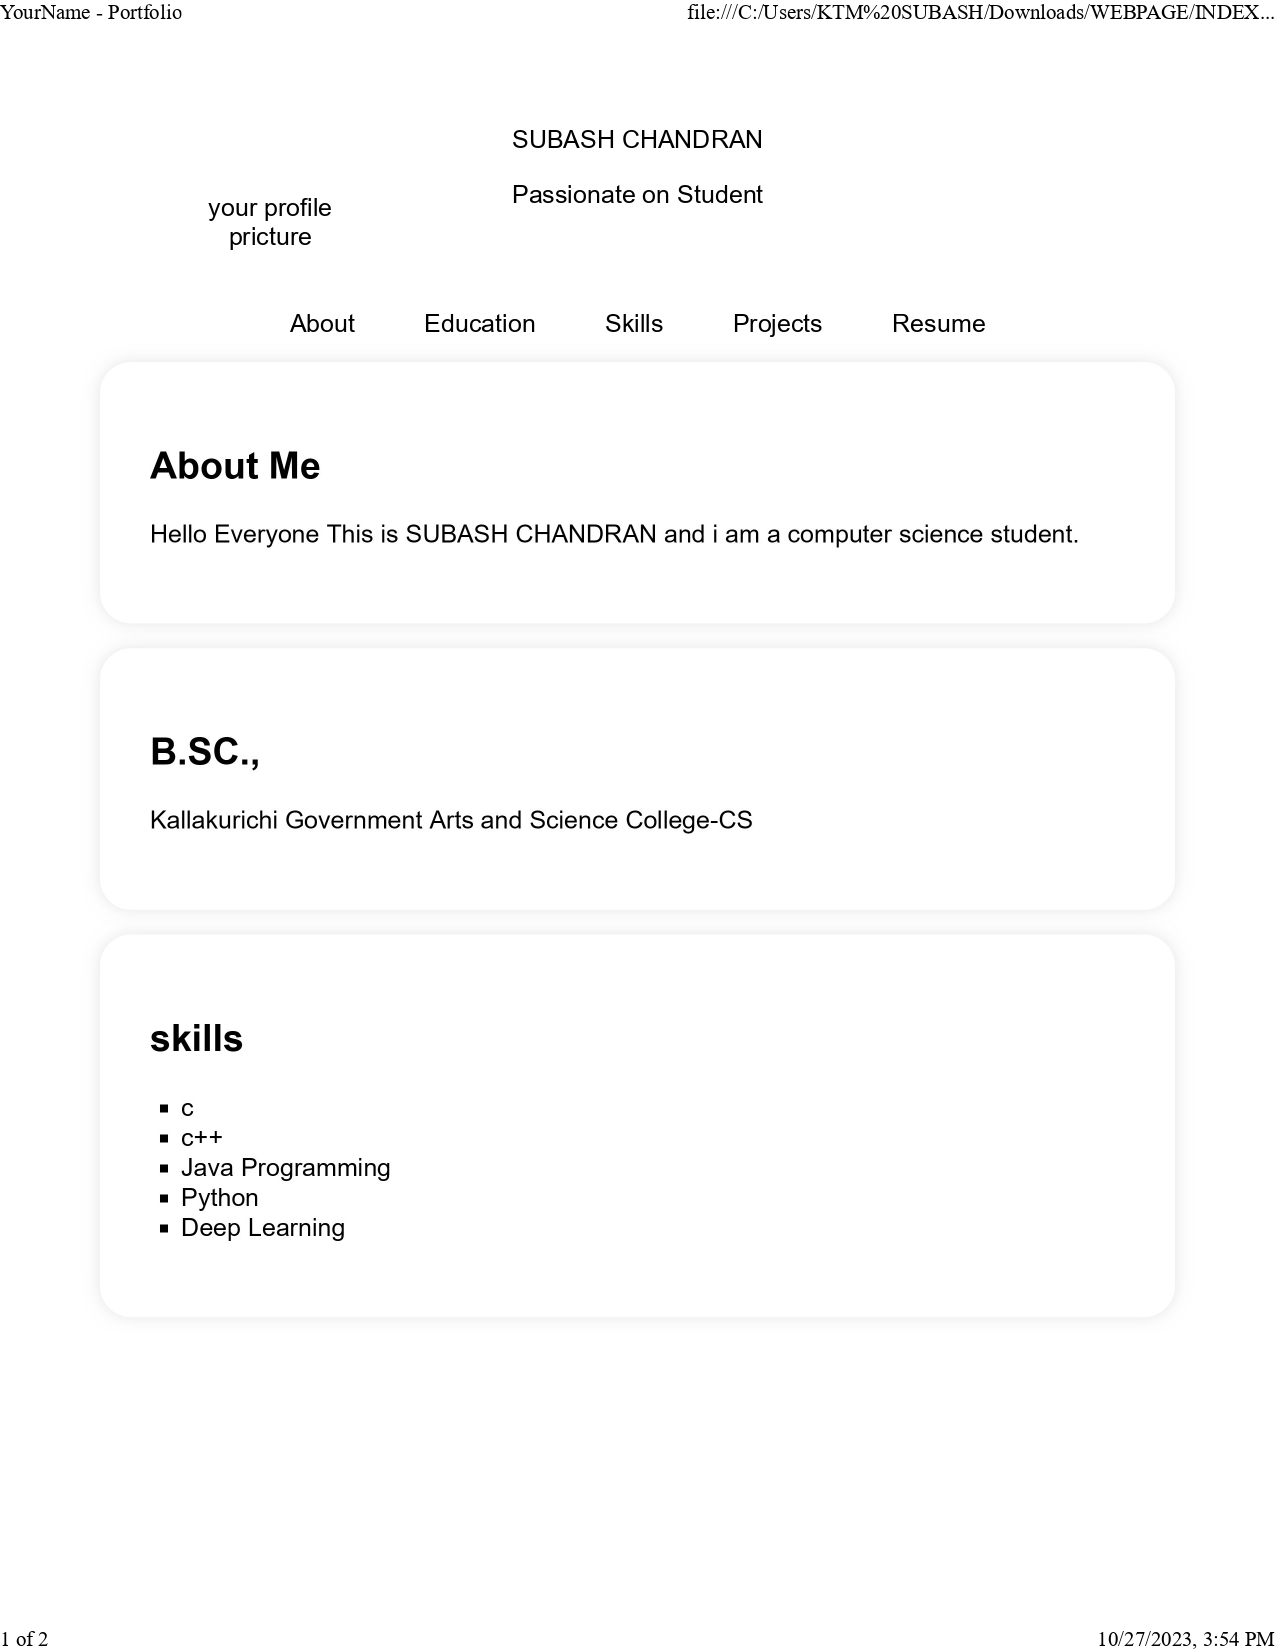 YourName - Portfolio
file:///C:/Users/KTM%20SUBASH/Downloads/WEBPAGE/INDEX...
SUBASH CHANDRAN
Passionate on Student
your profile
pricture
About Education Skills Projects Resume
About Me
Hello Everyone This is SUBASH CHANDRAN and i am a computer science student.
B.SC.,
Kallakurichi Government Arts and Science College-CS
skills
▪ c
▪ c++
▪ Java Programming
▪ Python
▪ Deep Learning
1 of 2
10/27/2023, 3:54 PM